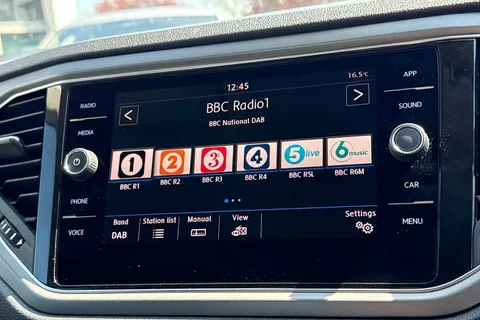 12:45
16.5°C
BBC Radio1
BBC National DAB
< >
1 2 3 4 5 live 6 music
BBC R1 BBC R2 BBC R3 BBC R4 BBC R5L BBC R6M
Band Station list Manual View Settings
DAB
RADIO
MEDIA
PHONE
VOICE
APP
SOUND
CAR
MENU